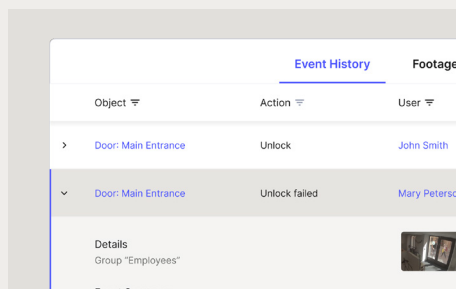 Event History Footage
Object Action User
Door: Main Entrance Unlock John Smith
Door: Main Entrance Unlock failed Mary
Details
Group "Employees"